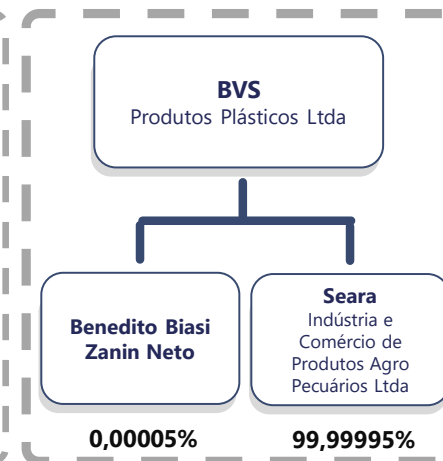 BVS
Produtos Plásticos Ltda
Benedito Biasi
Zanin Neto
Seara
Indústria e
Comércio de
Produtos Agro
Pecuários Ltda
0,00005%
99,99995%